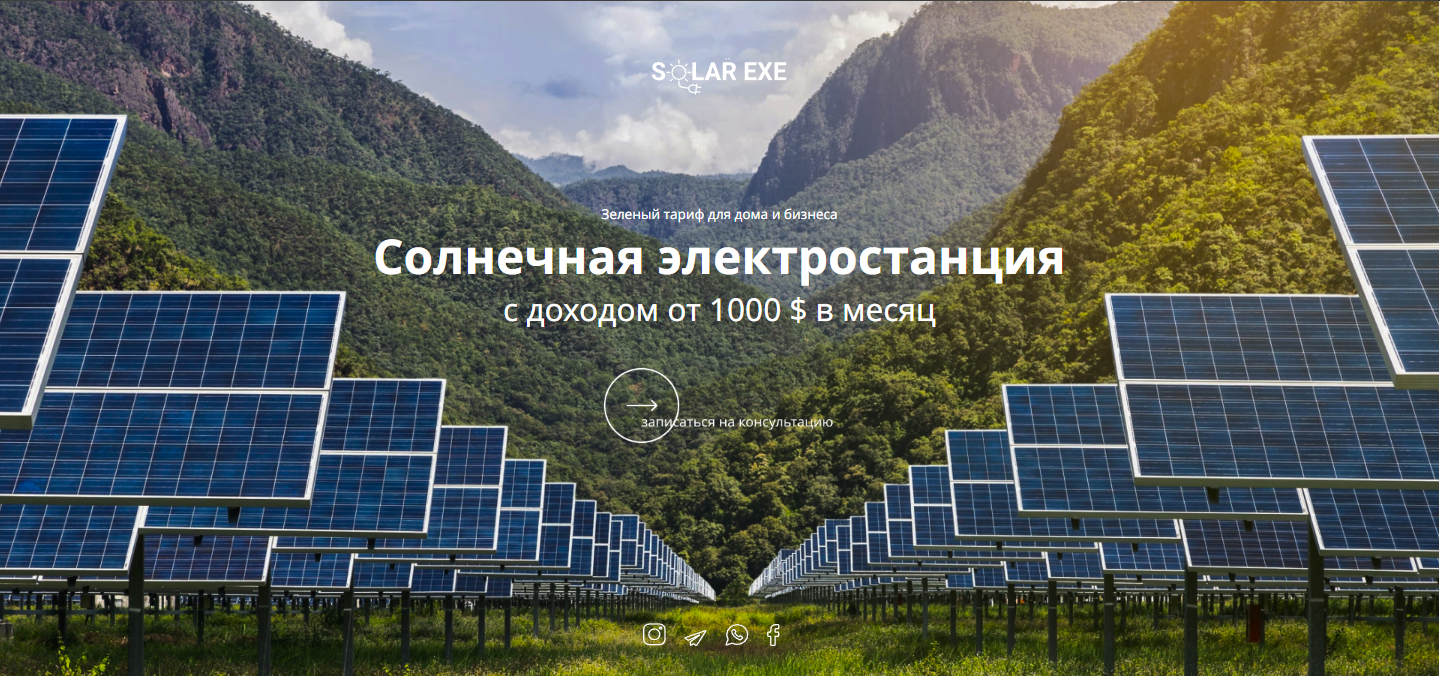 SOLAR EXE
Зеленый тариф для дома и бизнеса
Солнечная электростанция
с доходом от 1000 $ в месяц
записаться на консультацию